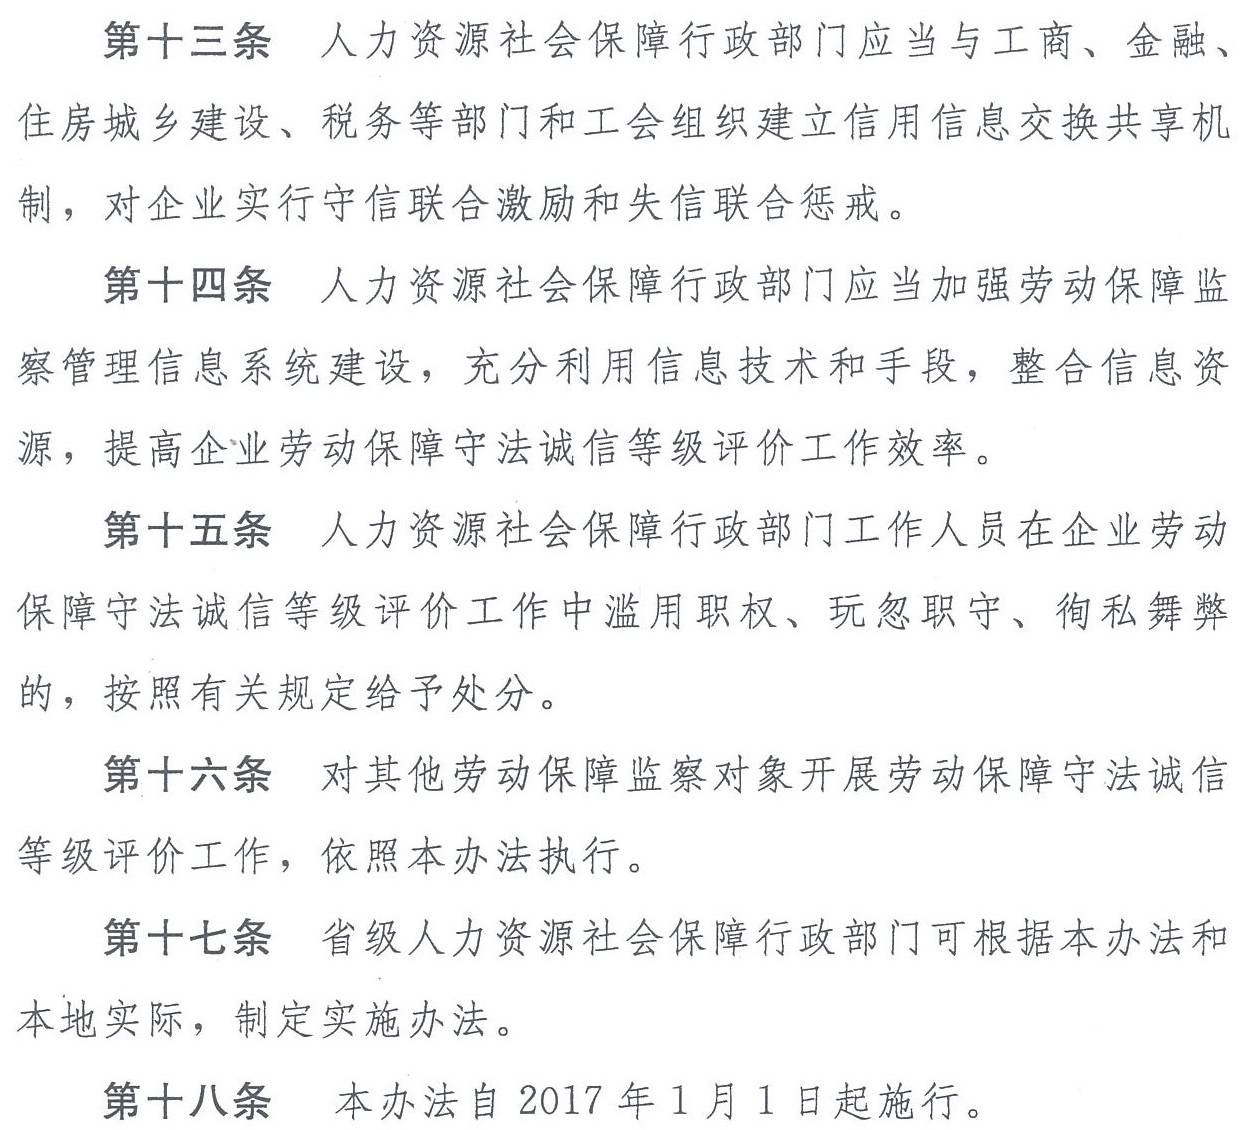 第十三条　人力资源社会保障行政部门应当与工商、金融、
住房城乡建设、税务等部门和工会组织建立信用信息交换共享机
制，对企业实行守信联合激励和失信联合惩戒。
第十四条　人力资源社会保障行政部门应当加强劳动保障监
察管理信息系统建设，充分利用信息技术和手段，整合信息资
源，提高企业劳动保障守法诚信等级评价工作效率。
第十五条　人力资源社会保障行政部门工作人员在企业劳动
保障守法诚信等级评价工作中滥用职权、玩忽职守、徇私舞弊
的，按照有关规定给予处分。
第十六条　对其他劳动保障监察对象开展劳动保障守法诚信
等级评价工作，依照本办法执行。
第十七条　省级人力资源社会保障行政部门可根据本办法和
本地实际，制定实施办法。
第十八条　本办法自 2017 年 1 月 1 日起施行。